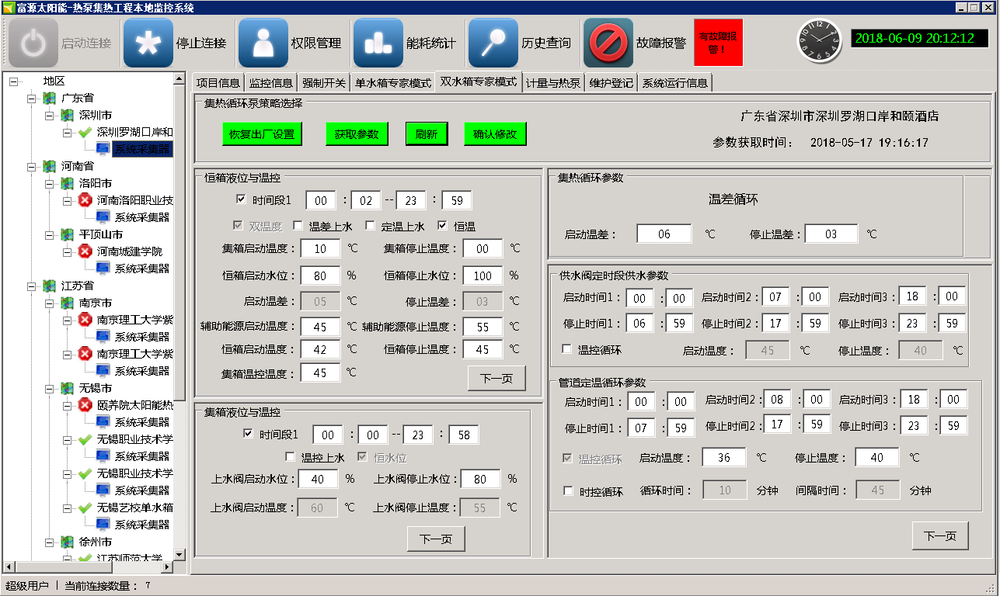 富源太阳能-热泵集热工程本地监控系统
启动连接 停止连接 权限管理 能耗统计 历史查询 故障报警 有故障报警！ 2018-06-09 20:12:12
地区
广东省
深圳市
深圳罗湖口岸和
系统采集器
河南省
洛阳市
河南洛阳职业技
系统采集器
平顶山市
河南城建学院
系统采集器
江苏省
南京市
南京理工大学紫
系统采集器
南京理工大学紫
系统采集器
无锡市
颐养院太阳能热
系统采集器
无锡职业技术学
系统采集器
无锡职业技术学
系统采集器
无锡艺校单水箱
系统采集器
徐州市
江苏师范大学
项目信息 监控信息 强制开关 单水箱专家模式 双水箱专家模式 计量与热泵 维护登记 系统运行信息
集热循环泵策略选择
恢复出厂设置 获取参数 刷新 确认修改
广东省深圳市深圳罗湖口岸和颐酒店
参数获取时间： 2018-05-17 19:16:17
恒箱液位与温控
时间段1 00 : 02 -- 23 : 59
双温度 温差上水 定温上水 恒温
集箱启动温度： 10 ℃ 集箱停止温度： 00 ℃
恒箱启动水位： 80 % 恒箱停止水位： 100 %
启动温差： 05 ℃ 停止温差： 03 ℃
辅助能源启动温度： 45 ℃ 辅助能源停止温度： 55 ℃
恒箱启动温度： 42 ℃ 恒箱停止温度： 45 ℃
集箱温控温度： 45 ℃
下一页
集箱液位与温控
时间段1 00 : 00 -- 23 : 58
温控上水 恒水位
上水阀启动水位： 40 % 上水阀停止水位： 80 %
上水阀启动温度： 60 ℃ 上水阀停止温度： 55 ℃
下一页
集热循环参数
温差循环
启动温差： 06 ℃ 停止温差： 03 ℃
供水阀定时段供水参数
启动时间1： 00 : 00 启动时间2： 07 : 00 启动时间3： 18 : 00
停止时间1： 06 : 59 停止时间2： 17 : 59 停止时间3： 23 : 59
温控循环 启动温度： 45 ℃ 停止温度： 40 ℃
管道定温循环参数
启动时间1： 00 : 00 启动时间2： 08 : 00 启动时间3： 18 : 00
停止时间1： 07 : 59 停止时间2： 17 : 59 停止时间3： 23 : 59
温控循环 启动温度： 36 ℃ 停止温度： 40 ℃
时控循环 循环时间： 10 分钟 间隔时间： 45 分钟
下一页
超级用户 | 当前连接数量： 7